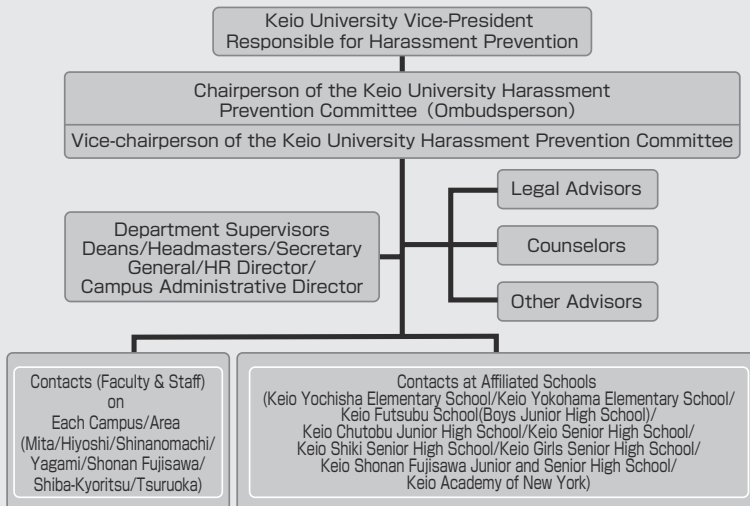 Keio University Vice-President
Responsible for Harassment Prevention
Chairperson of the Keio University Harassment
Prevention Committee (Ombudsperson)
Vice-chairperson of the Keio University Harassment Prevention Committee
Legal Advisors
Department Supervisors
Deans/Headmasters/Secretary
General/HR Director/
Campus Administrative Director
Counselors
Other Advisors
Contacts (Faculty & Staff)
on
Each Campus/Area
(Mita/Hiyoshi/Shinanomachi/
Yagami/Shonan Fujisawa/
Shiba-Kyoritsu/Tsuruoka)
Contacts at Affiliated Schools
(Keio Yochisha Elementary School/Keio Yokohama Elementary School/
Keio Futsubu School(Boys Junior High School)/
Keio Chutobu Junior High School/Keio Senior High School/
Keio Shiki Senior High School/Keio Girls Senior High School/
Keio Shonan Fujisawa Junior and Senior High School/
Keio Academy of New York)